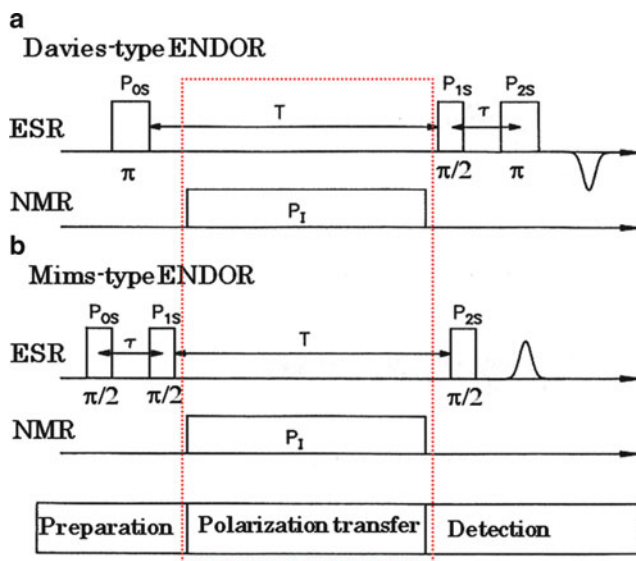 a
Davies-type ENDOR
P0S T P1S τ P2S
ESR
π π/2 π
NMR PI
b
Mims-type ENDOR
P0S τ P1S T P2S
ESR
π/2 π/2 π/2
NMR PI
Preparation Polarization transfer Detection